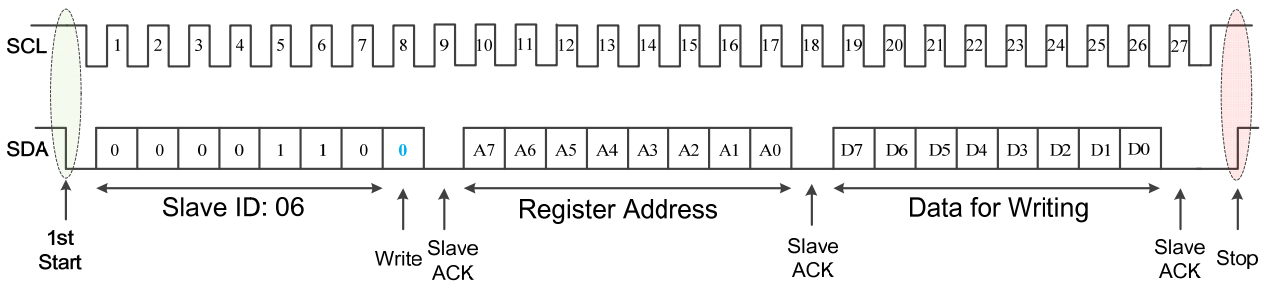 SCL 1 2 3 4 5 6 7 8 9 10 11 12 13 14 15 16 17 18 19 20 21 22 23 24 25 26 27
SDA 0 0 0 0 1 1 0 0 A7 A6 A5 A4 A3 A2 A1 A0 D7 D6 D5 D4 D3 D2 D1 D0
Slave ID: 06
Register Address
Data for Writing
1st
Start
Write
Slave
ACK
Slave
ACK
Slave
ACK
Stop